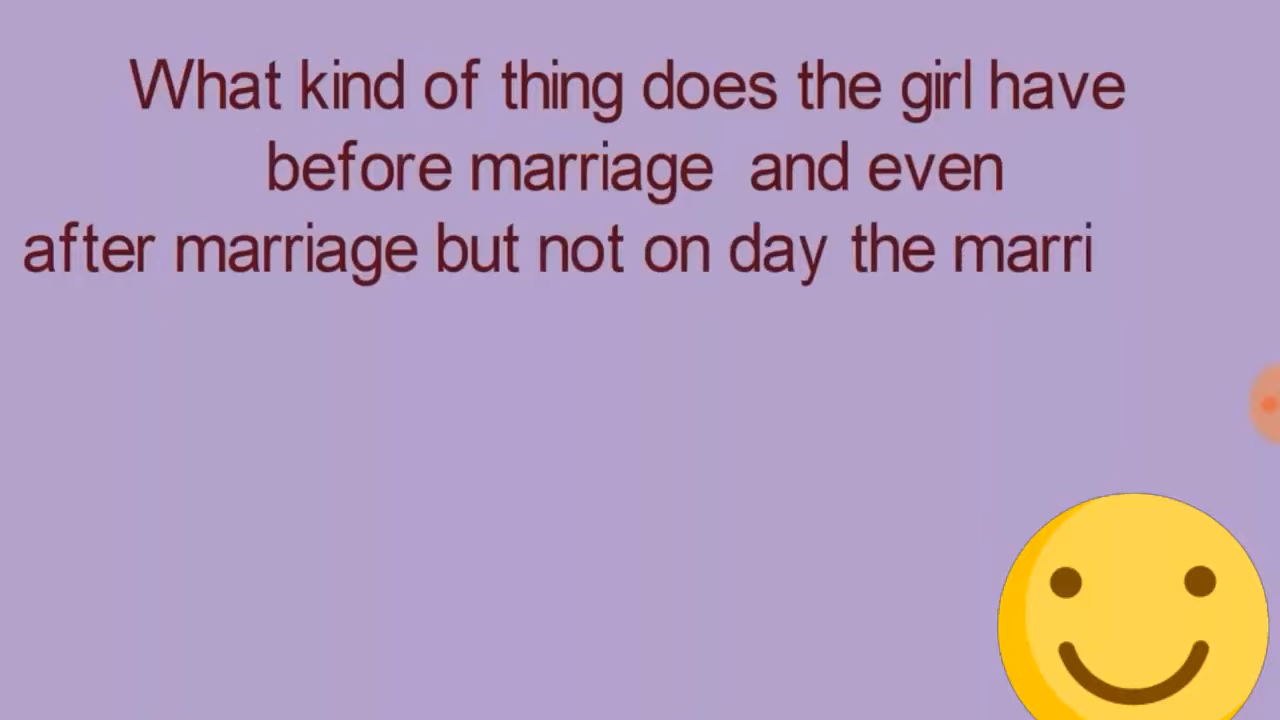 What kind of thing does the girl have
before marriage and even
after marriage but not on day the marri